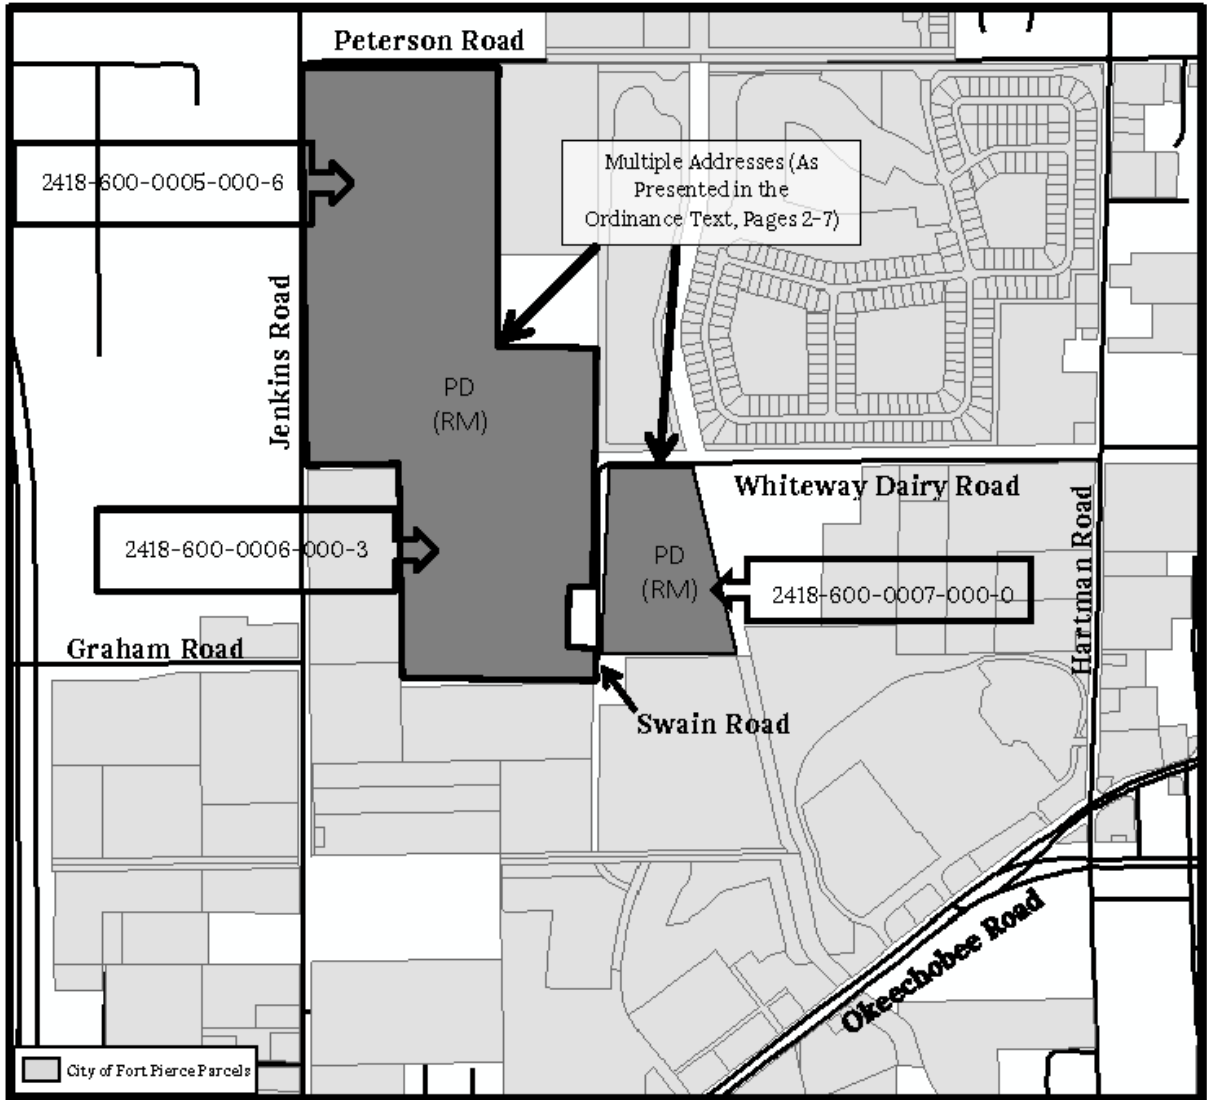 Peterson Road
2418-600-0005-000-6
Multiple Addresses (As
Presented in the
Ordinance Text, Pages 2-7)
Jenkins Road
PD
(RM)
Whiteway Dairy Road
Hartman Road
2418-600-0006-000-3
PD
(RM)
2418-600-0007-000-0
Graham Road
Swain Road
Okeechobee Road
City of Fort Pierce Parcels